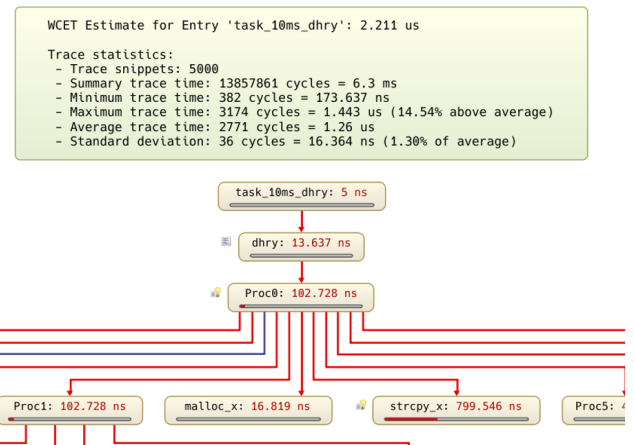 WCET Estimate for Entry 'task_10ms_dhry': 2.211 us
Trace statistics:
- Trace snippets: 5000
- Summary trace time: 13857861 cycles = 6.3 ms
- Minimum trace time: 382 cycles = 173.637 ns
- Maximum trace time: 3174 cycles = 1.443 us (14.54% above average)
- Average trace time: 2771 cycles = 1.26 us
- Standard deviation: 36 cycles = 16.364 ns (1.30% of average)
task_10ms_dhry: 5 ns
dhry: 13.637 ns
Proc0: 102.728 ns
Proc1: 102.728 ns
malloc_x: 16.819 ns
strcpy_x: 799.546 ns
Proc5: